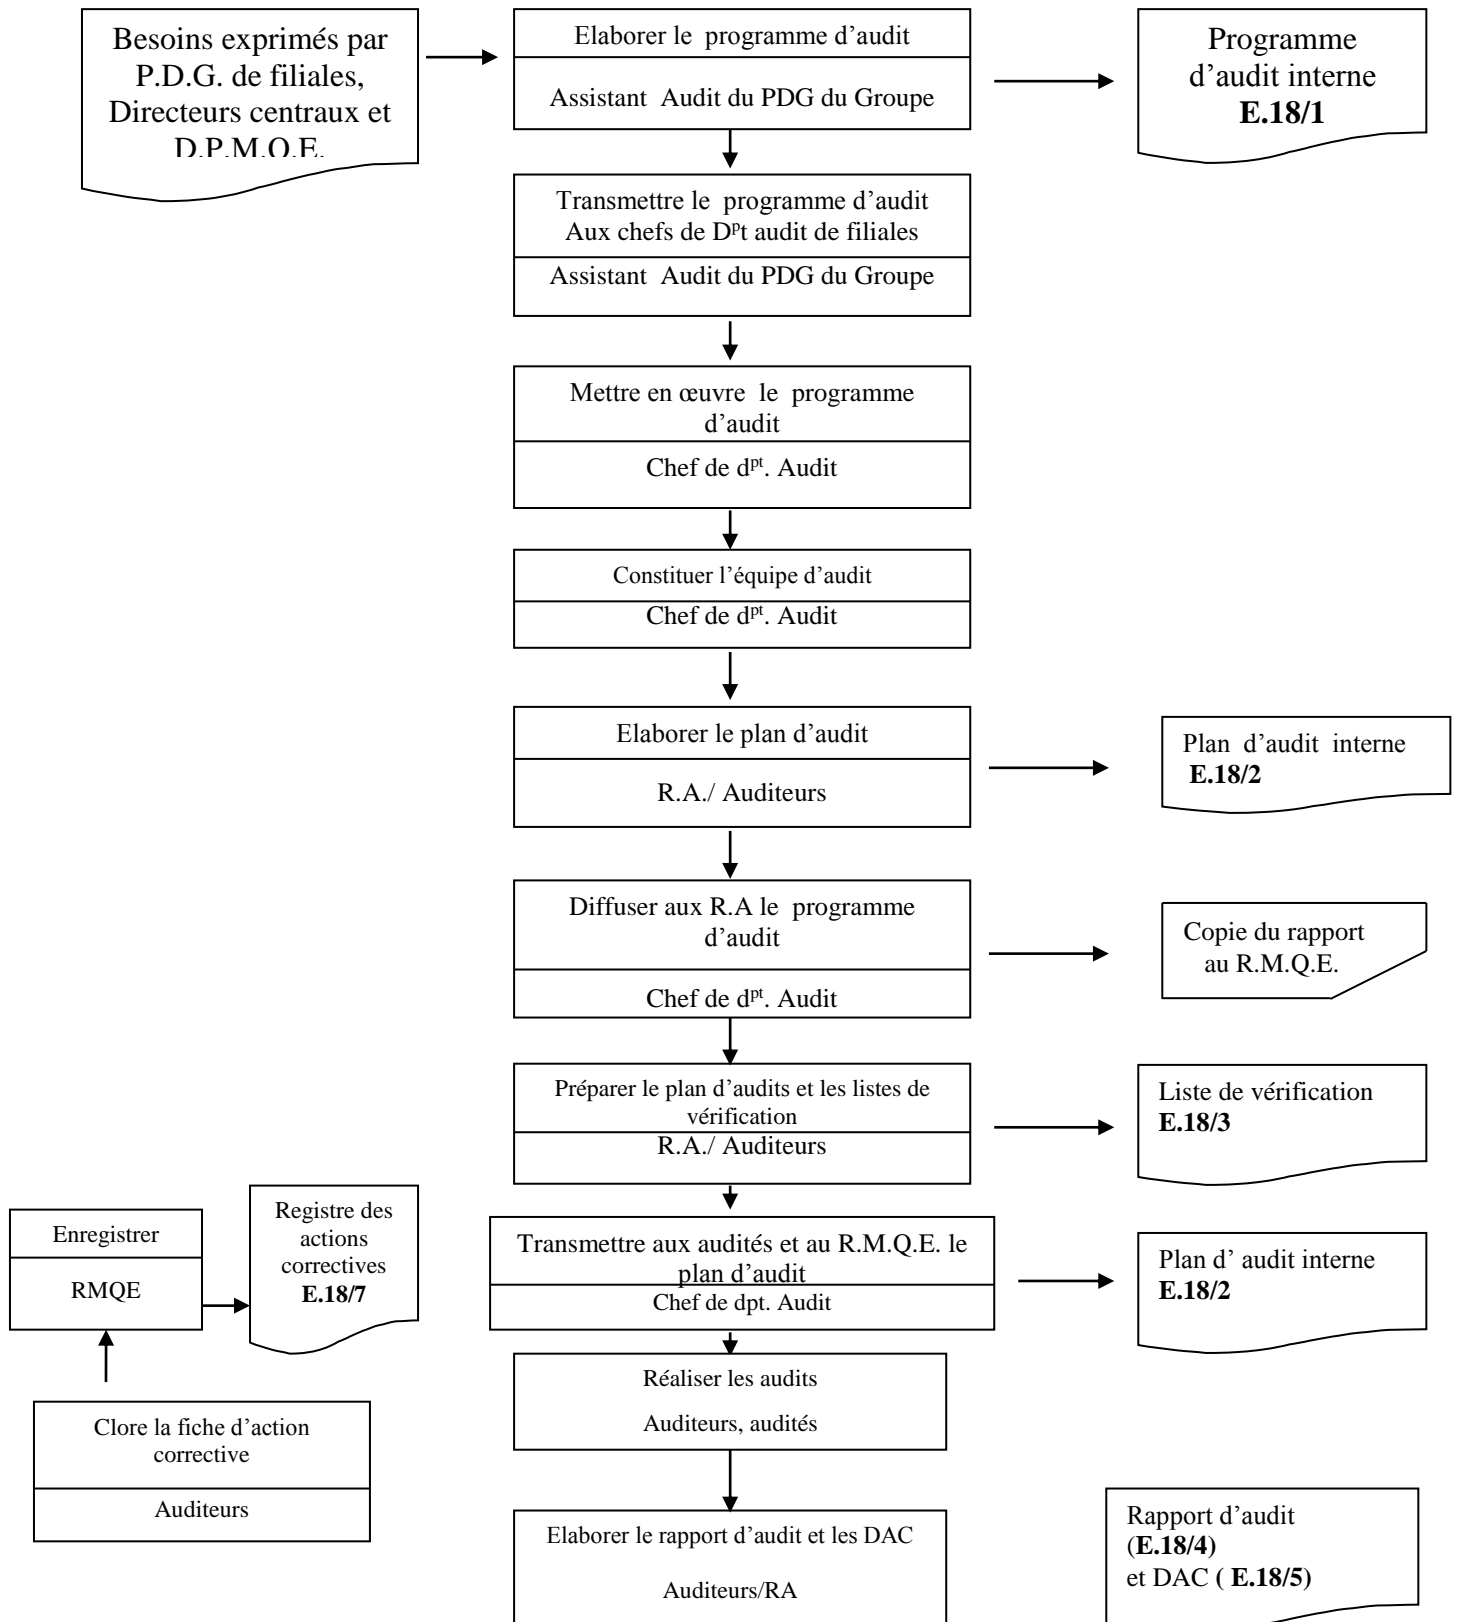 Besoins exprimés par
P.D.G. de filiales,
Directeurs centraux et
D.P.M.Q.E.
Elaborer le programme d’audit
Assistant Audit du PDG du Groupe
Programme
d’audit interne
E.18/1
Transmettre le programme d’audit
Aux chefs de Dᵖt audit de filiales
Assistant Audit du PDG du Groupe
Mettre en œuvre le programme
d’audit
Chef de dᵖᵗ. Audit
Constituer l’équipe d’audit
Chef de dᵖᵗ. Audit
Elaborer le plan d’audit
R.A./ Auditeurs
Plan d’audit interne
E.18/2
Diffuser aux R.A le programme
d’audit
Chef de dᵖᵗ. Audit
Copie du rapport
au R.M.Q.E.
Préparer le plan d’audits et les listes de
vérification
R.A./ Auditeurs
Liste de vérification
E.18/3
Transmettre aux audités et au R.M.Q.E. le
plan d’audit
Chef de dpt. Audit
Plan d’ audit interne
E.18/2
Enregistrer
RMQE
Registre des
actions
correctives
E.18/7
Réaliser les audits
Auditeurs, audités
Clore la fiche d’action
corrective
Auditeurs
Elaborer le rapport d’audit et les DAC
Auditeurs/RA
Rapport d’audit
(E.18/4)
et DAC ( E.18/5)